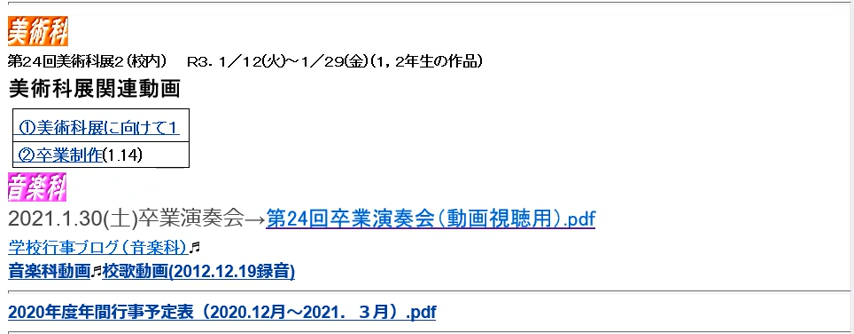 美術科
第24回美術科展2(校内)　R3．1／12(火)～1／29(金)(1，2年生の作品)
美術科展関連動画
①美術科展に向けて1
②卒業制作(1.14)
音楽科
2021.1.30(土)卒業演奏会→第24回卒業演奏会（動画視聴用）.pdf
学校行事ブログ（音楽科）♬
音楽科動画♬校歌動画(2012.12.19録音)
2020年度年間行事予定表（2020.12月～2021．３月）.pdf